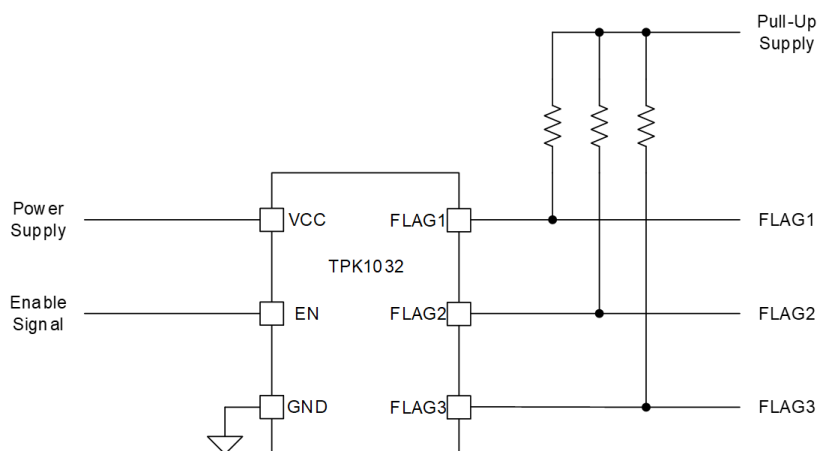 Pull-Up
Supply
Power
Supply
VCC
FLAG1
FLAG1
TPK1032
Enable
Signal
EN
FLAG2
FLAG2
GND
FLAG3
FLAG3